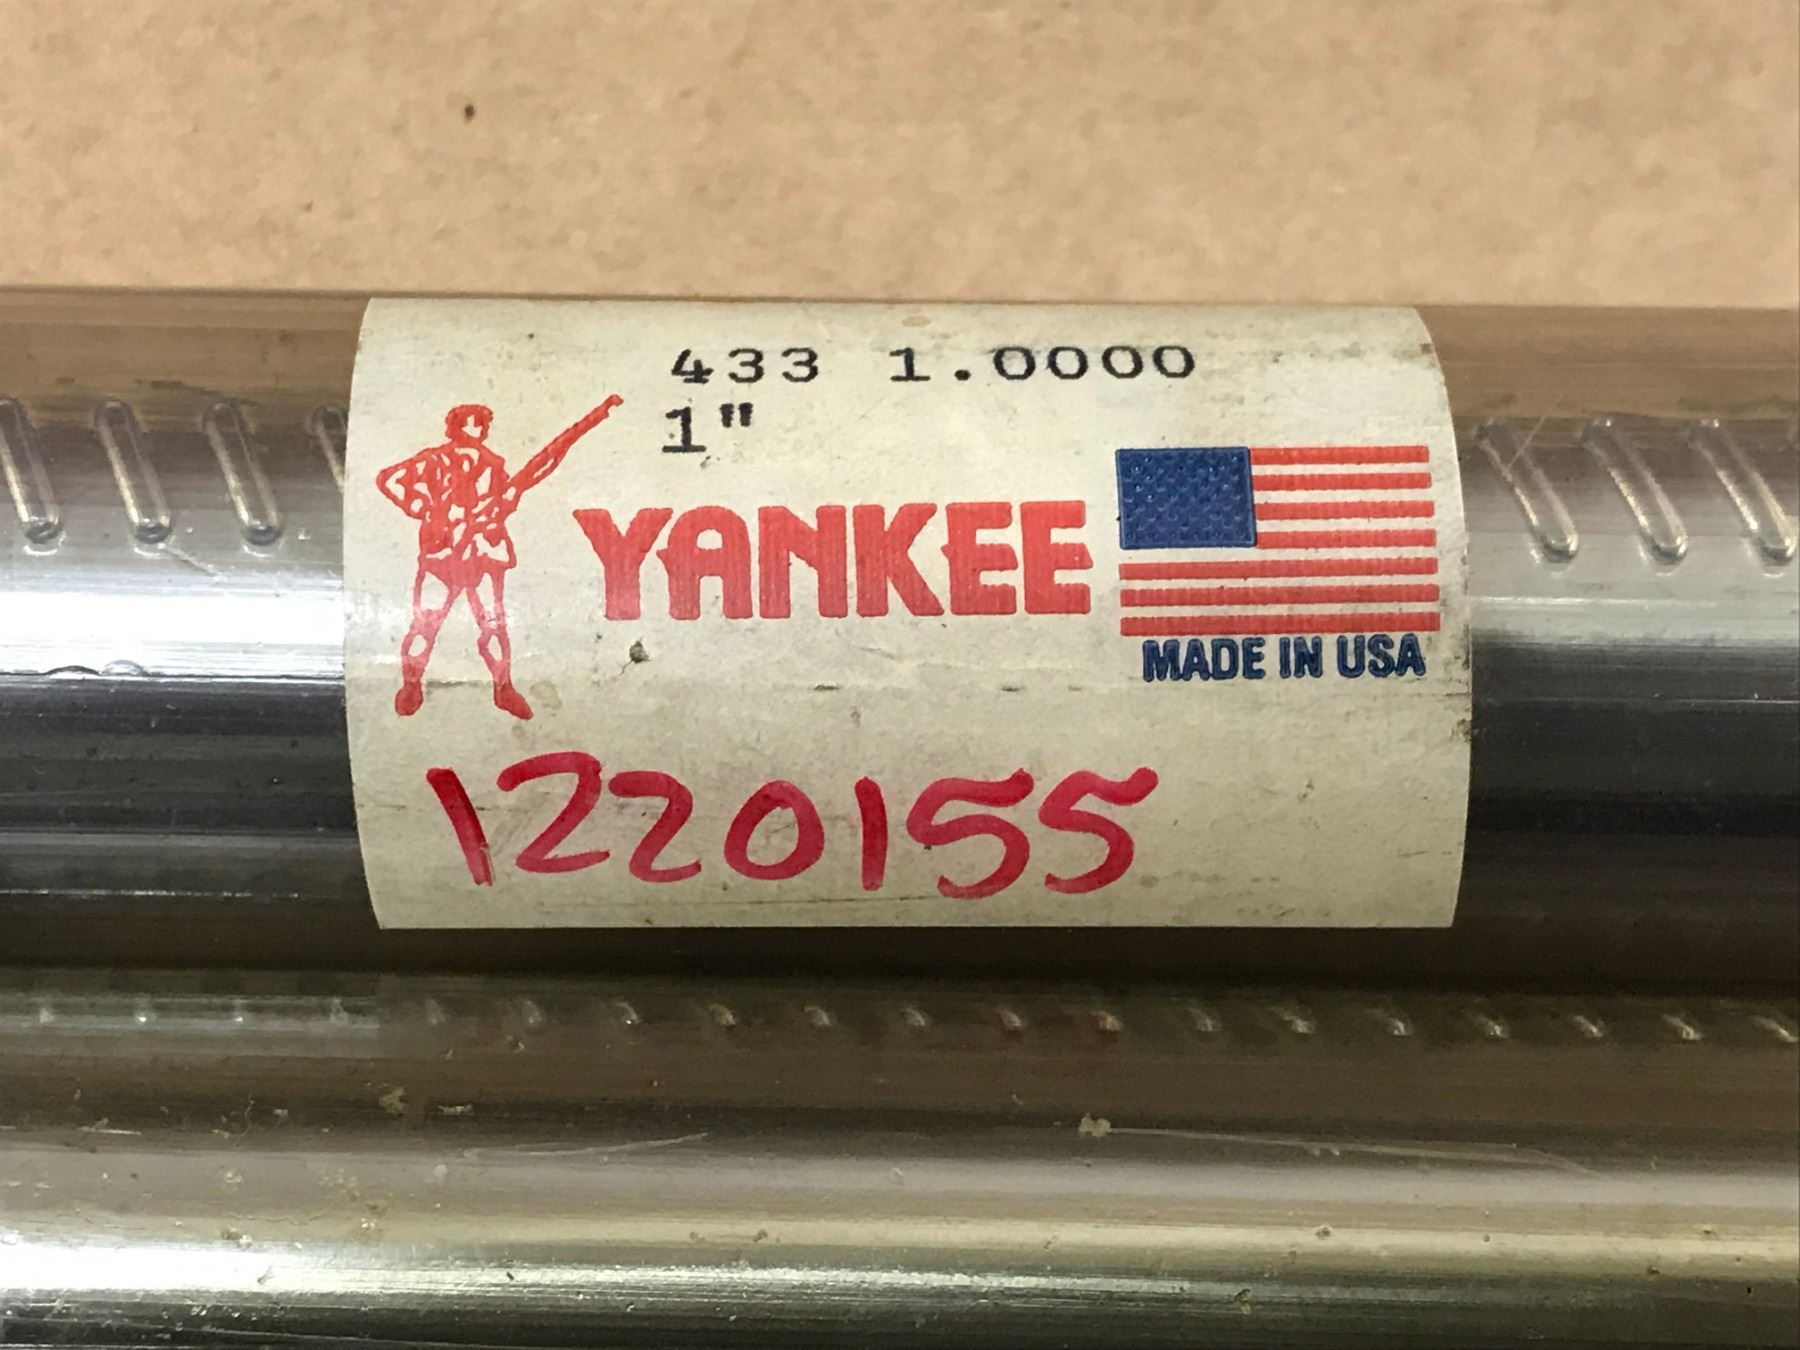 433 1.0000
1"
YANKEE
MADE IN USA
1220155